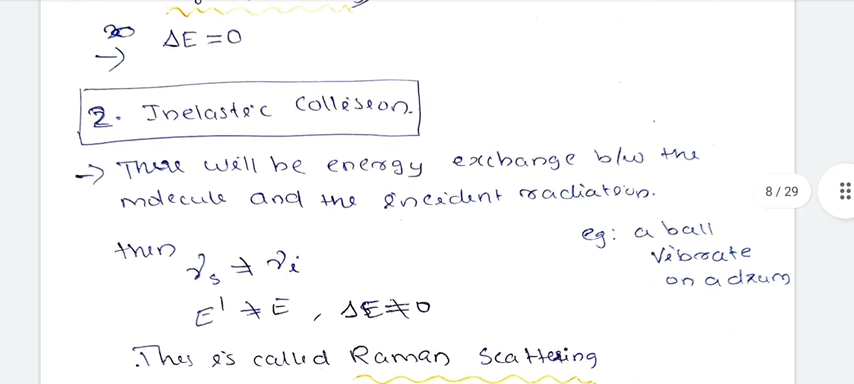 → ΔE = 0
2. Inelastic Collision.
→ There will be energy exchange b/w the
molecule and the incident radiation.
eg: a ball
vibrate
on a drum
then
νs ≠ νi
E' ≠ E, ΔE ≠ 0
.This is called Raman Scattering
8 / 29